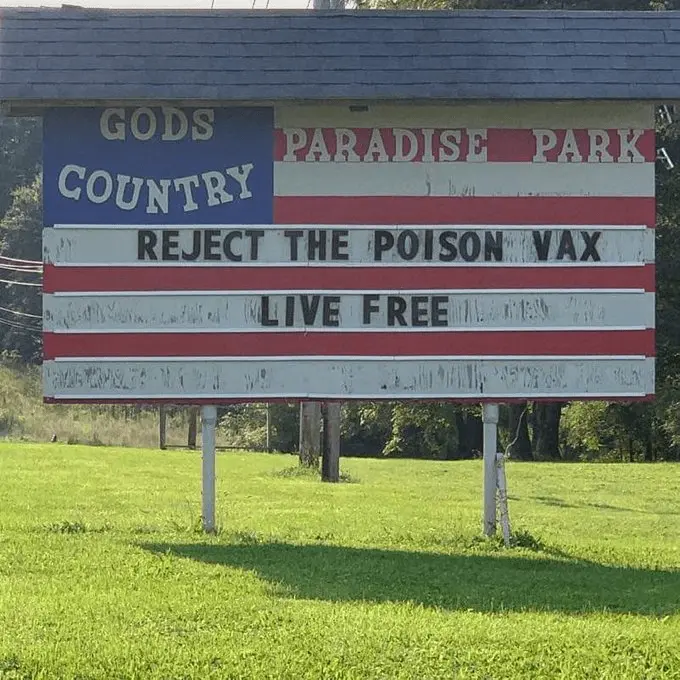 GODS
COUNTRY
PARADISE PARK
REJECT THE POISON VAX
LIVE FREE